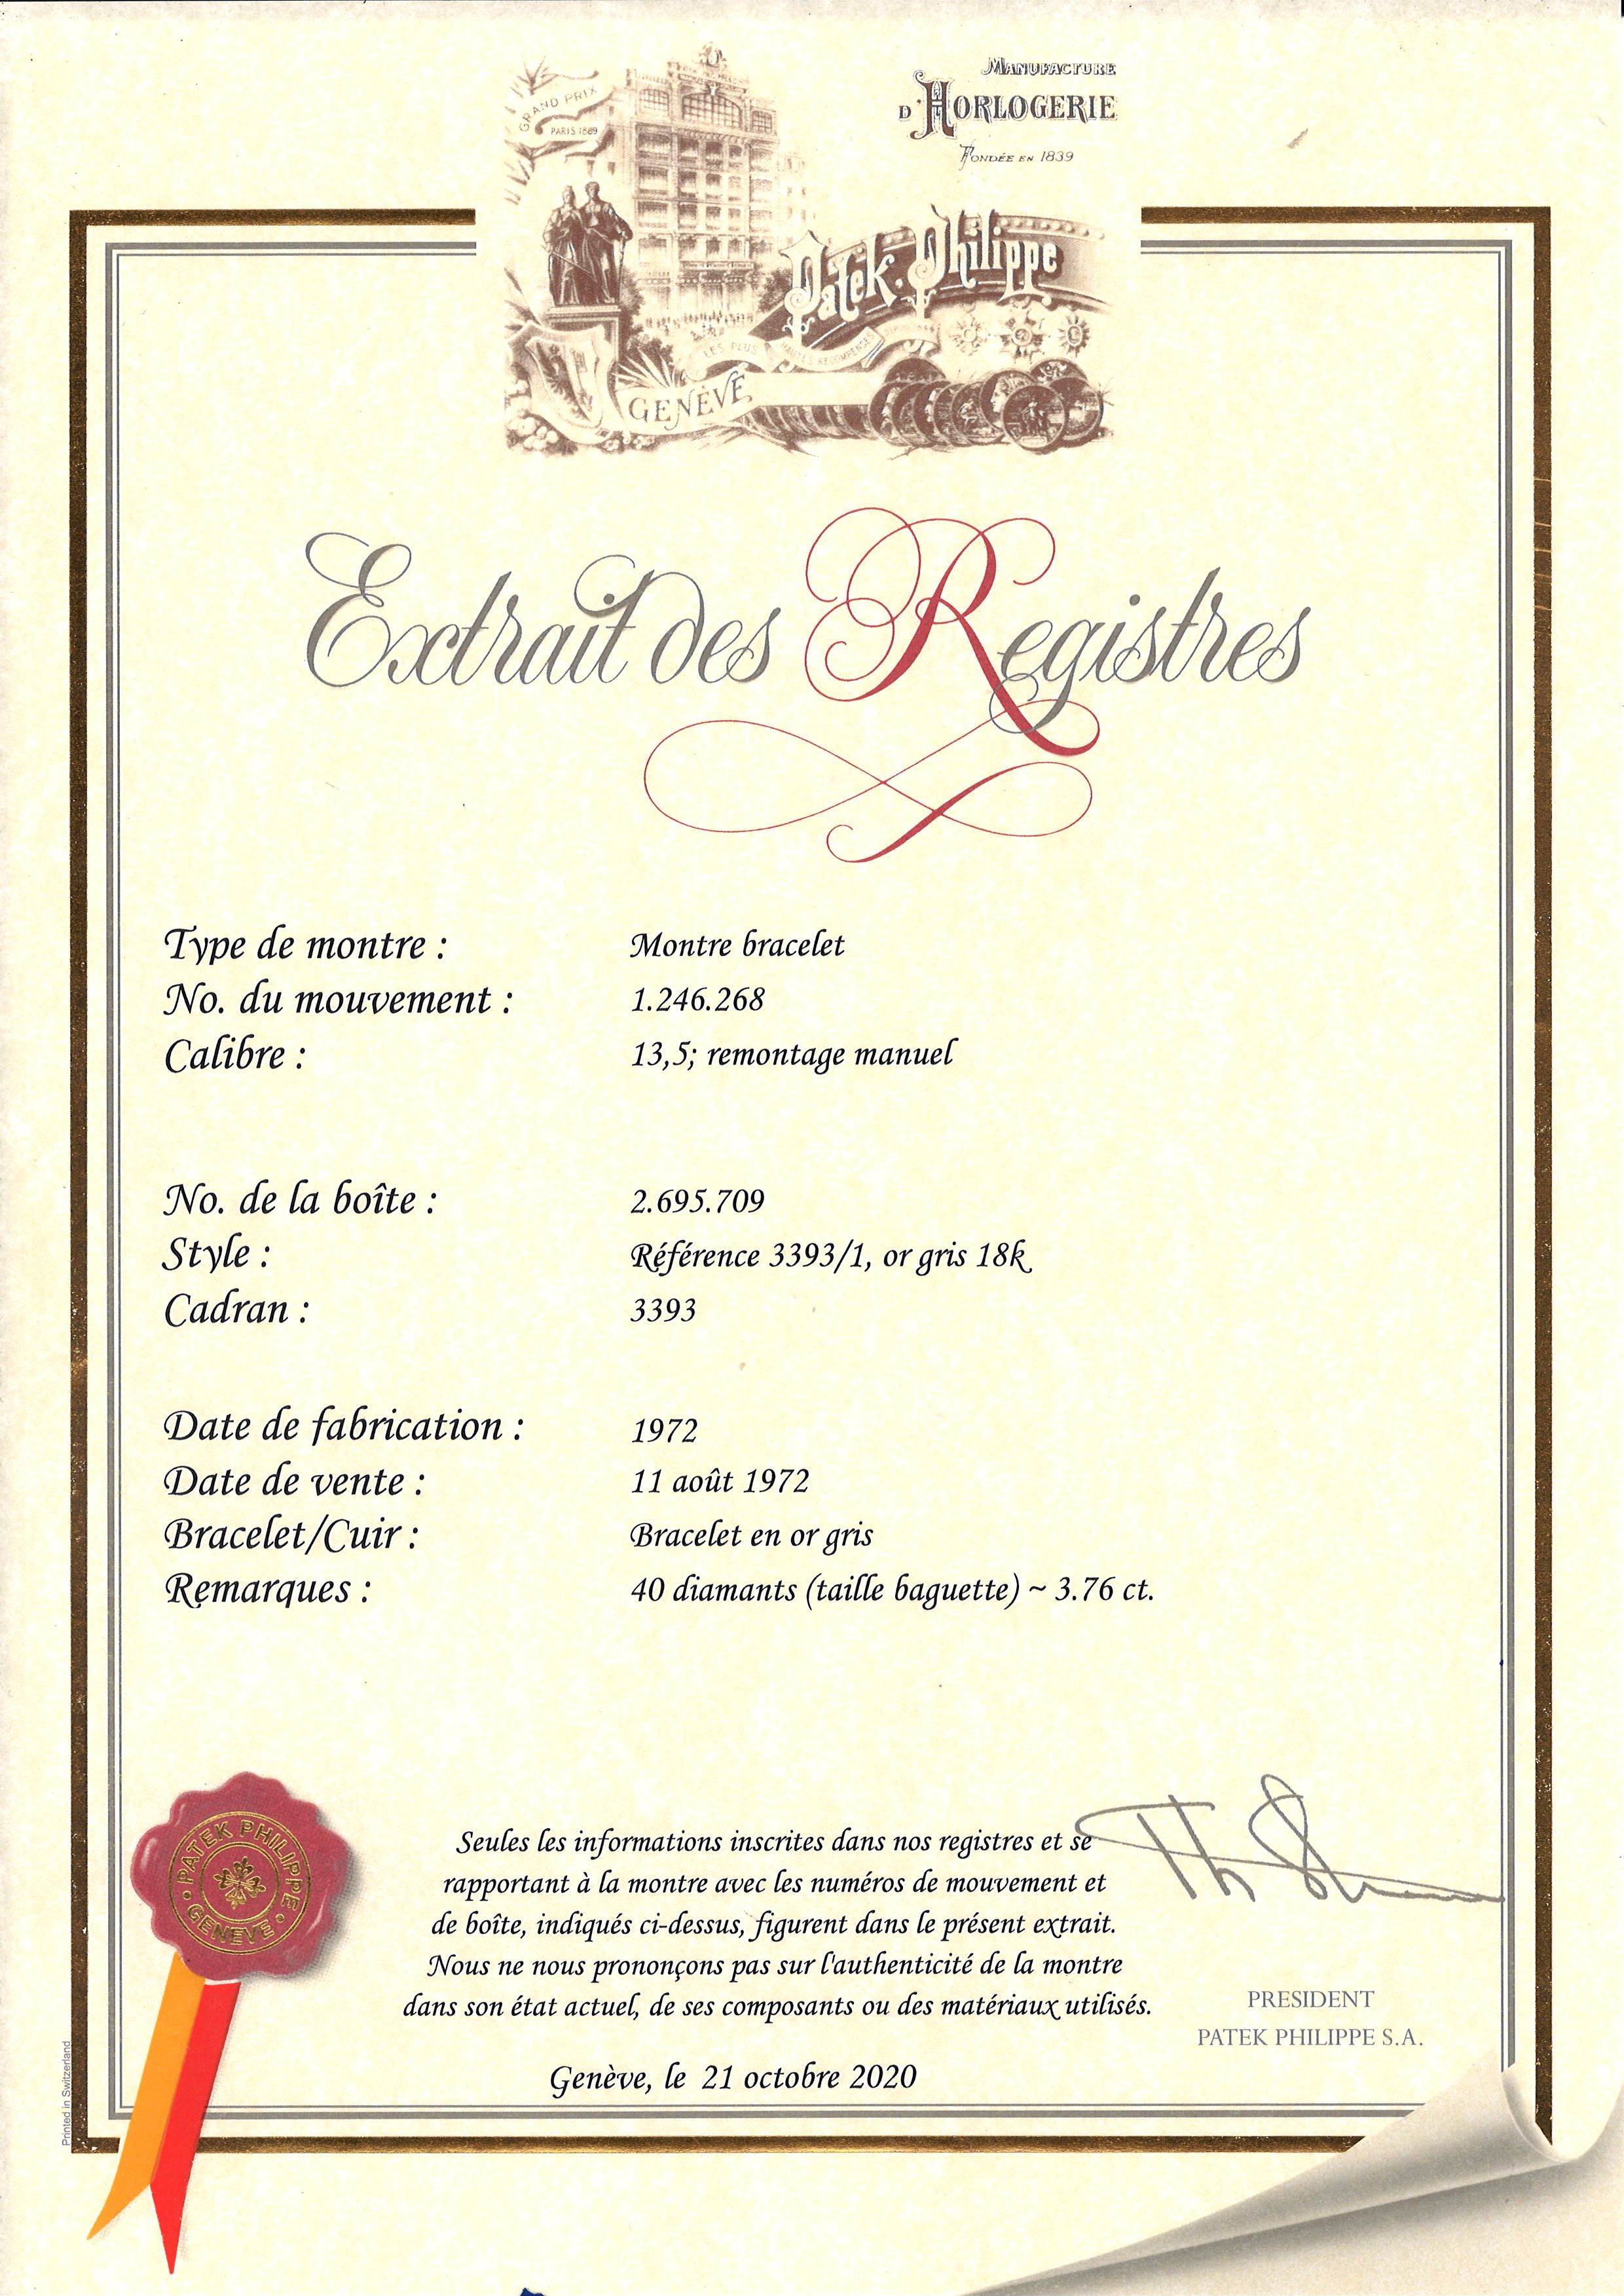 MANUFACTURE
D'HORLOGERIE
FONDÉE EN 1839
GRAND PRIX
PARIS 1889
Patek Philippe
LES PLUS HAUTES RÉCOMPENSES
GENÈVE
Extrait des Registres
Type de montre : Montre bracelet
No. du mouvement : 1.246.268
Calibre : 13,5; remontage manuel
No. de la boîte : 2.695.709
Style : Référence 3393/1, or gris 18k
Cadran : 3393
Date de fabrication : 1972
Date de vente : 11 août 1972
Bracelet/Cuir : Bracelet en or gris
Remarques : 40 diamants (taille baguette) ~ 3.76 ct.
PATEK PHILIPPE
GENEVE
Seules les informations inscrites dans nos registres et se
rapportant à la montre avec les numéros de mouvement et
de boîte, indiqués ci-dessus, figurent dans le présent extrait.
Nous ne nous prononçons pas sur l'authenticité de la montre
dans son état actuel, de ses composants ou des matériaux utilisés.
PRESIDENT
PATEK PHILIPPE S.A.
Genève, le 21 octobre 2020
Printed in Switzerland